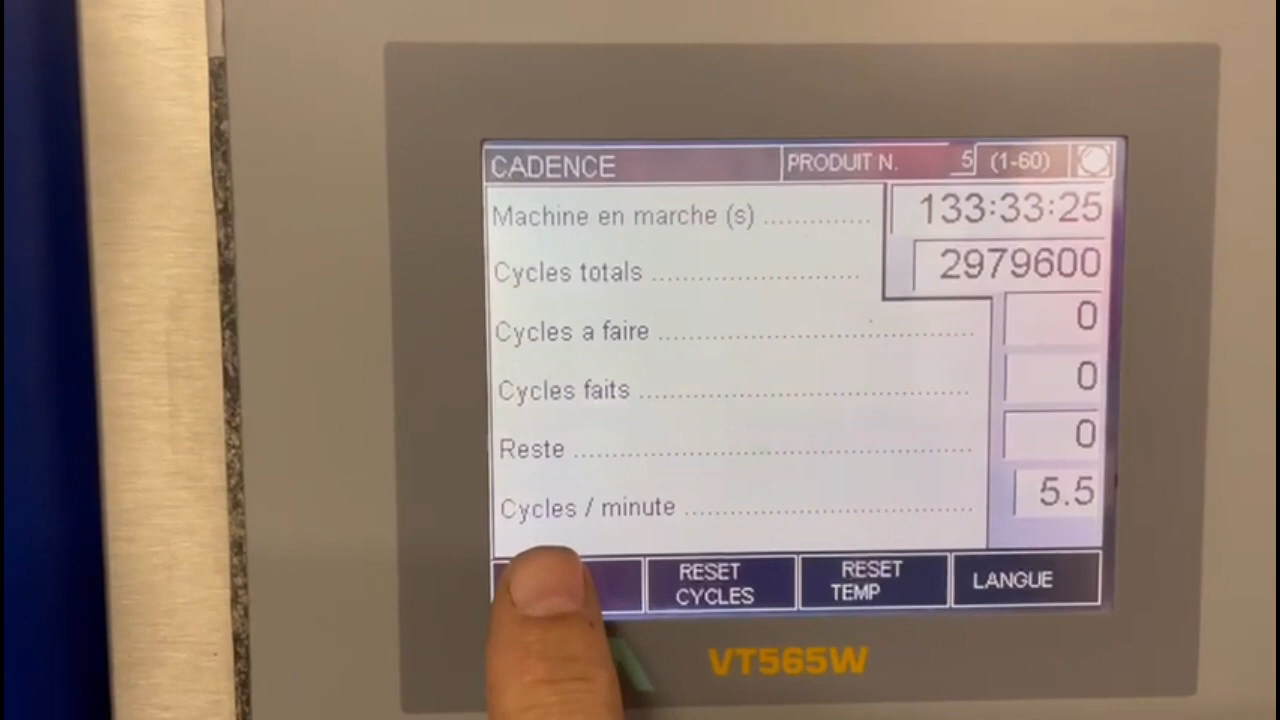 CADENCE PRODUIT N. 5 (1-60)
Machine en marche (s) .............. 133:33:25
Cycles totals ........................... 2979600
Cycles a faire ........................................ 0
Cycles faits .......................................... 0
Reste .................................................. 0
Cycles / minute .................................... 5.5
RESET CYCLES
RESET TEMP
LANGUE
VT565W